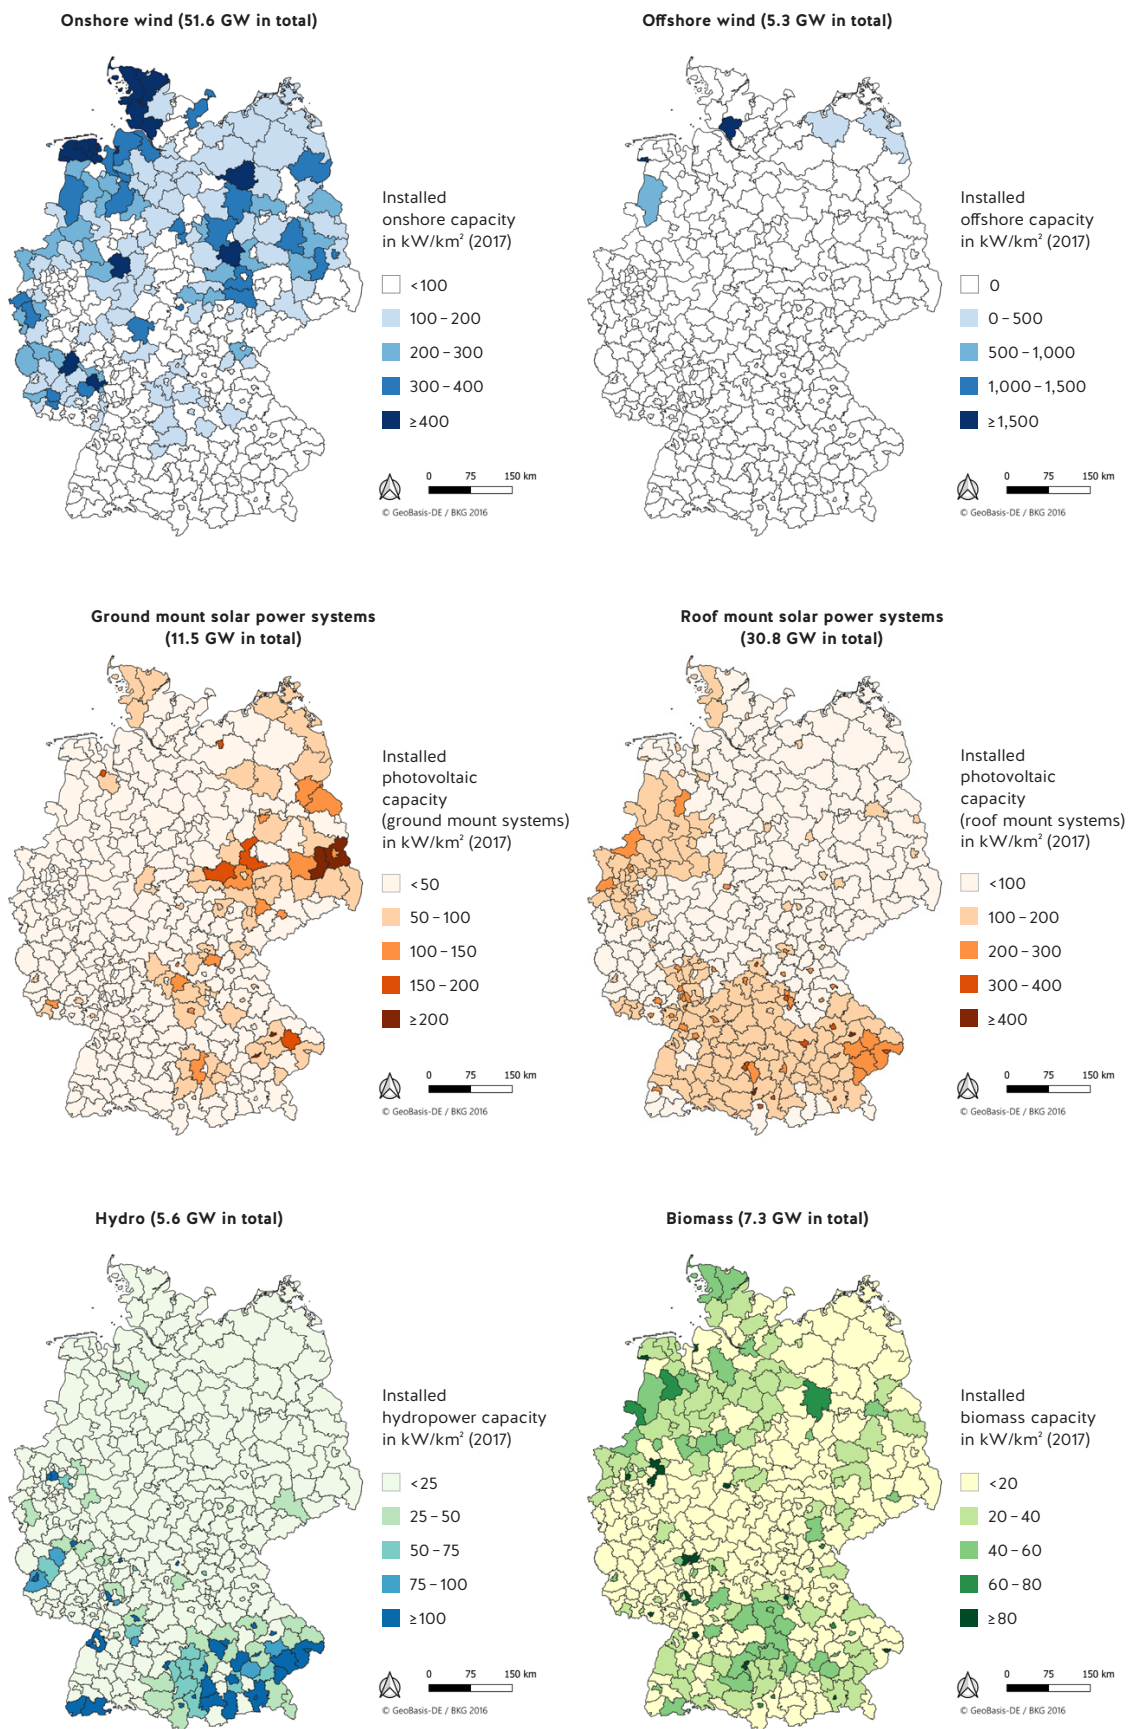 Onshore wind (51.6 GW in total)
Installed
onshore capacity
in kW/km² (2017)
<100
100–200
200–300
300–400
≥400
0 75 150 km
© GeoBasis-DE / BKG 2016
Offshore wind (5.3 GW in total)
Installed
offshore capacity
in kW/km² (2017)
0
0–500
500–1,000
1,000–1,500
≥1,500
0 75 150 km
© GeoBasis-DE / BKG 2016
Ground mount solar power systems
(11.5 GW in total)
Installed
photovoltaic
capacity
(ground mount systems)
in kW/km² (2017)
<50
50–100
100–150
150–200
≥200
0 75 150 km
© GeoBasis-DE / BKG 2016
Roof mount solar power systems
(30.8 GW in total)
Installed
photovoltaic
capacity
(roof mount systems)
in kW/km² (2017)
<100
100–200
200–300
300–400
≥400
0 75 150 km
© GeoBasis-DE / BKG 2016
Hydro (5.6 GW in total)
Installed
hydropower capacity
in kW/km² (2017)
<25
25–50
50–75
75–100
≥100
0 75 150 km
© GeoBasis-DE / BKG 2016
Biomass (7.3 GW in total)
Installed
biomass capacity
in kW/km² (2017)
<20
20–40
40–60
60–80
≥80
0 75 150 km
© GeoBasis-DE / BKG 2016